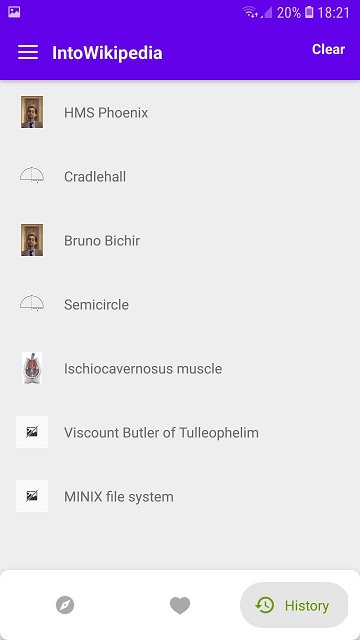 20% 18:21
IntoWikipedia Clear
HMS Phoenix
Cradlehall
Bruno Bichir
Semicircle
Ischiocavernosus muscle
Viscount Butler of Tulleophelim
MINIX file system
History